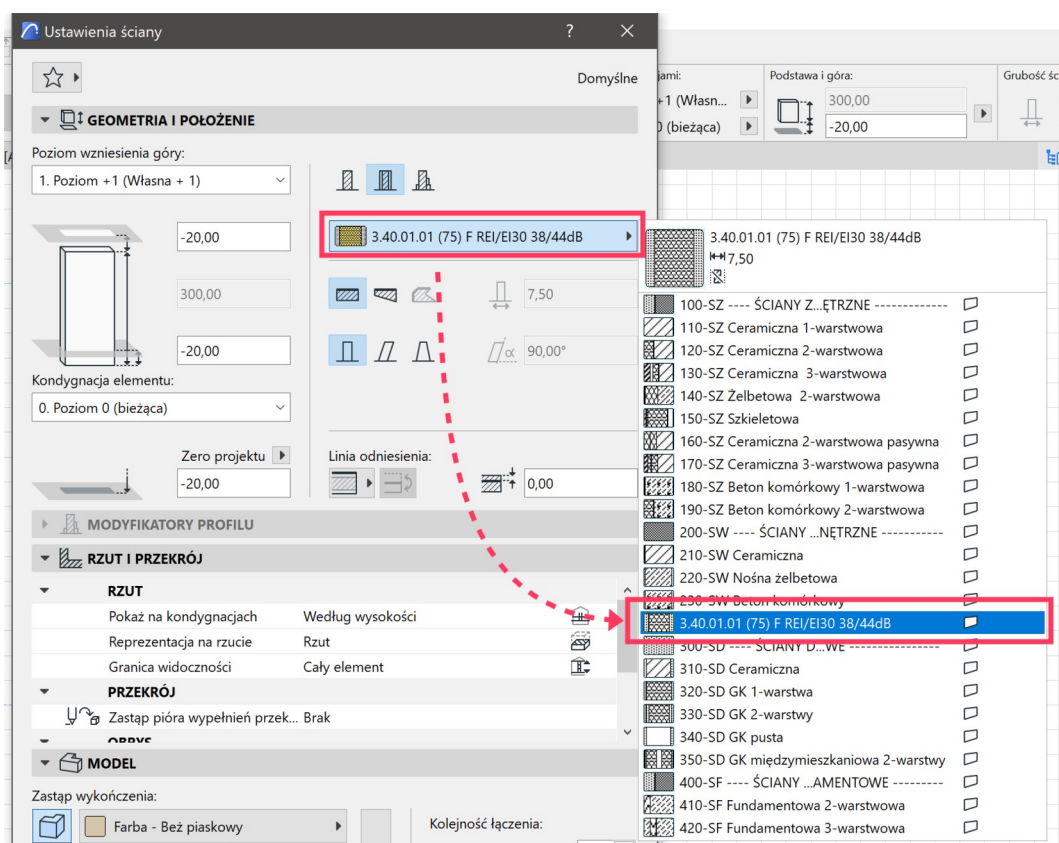 Ustawienia ściany ? ×
Domyślne
GEOMETRIA I POŁOŻENIE
Poziom wzniesienia góry:
1. Poziom +1 (Własna + 1)
-20,00
300,00
-20,00
Kondygnacja elementu:
0. Poziom 0 (bieżąca)
Zero projektu
-20,00
3.40.01.01 (75) F REI/EI30 38/44dB
7,50
α 90,00°
Linia odniesienia:
0,00
MODYFIKATORY PROFILU
RZUT I PRZEKRÓJ
RZUT
Pokaż na kondygnacjach Według wysokości
Reprezentacja na rzucie Rzut
Granica widoczności Cały element
PRZEKRÓJ
Zastąp pióra wypełnień przek... Brak
OBRYS
MODEL
Zastąp wykończenia:
Farba - Beż piaskowy
Kolejność łączenia:
jami:
+1 (Własn...
0 (bieżąca)
Podstawa i góra:
300,00
-20,00
Grubość śc
3.40.01.01 (75) F REI/EI30 38/44dB
7,50
100-SZ ---- ŚCIANY Z...ĘTRZNE -------------
110-SZ Ceramiczna 1-warstwowa
120-SZ Ceramiczna 2-warstwowa
130-SZ Ceramiczna 3-warstwowa
140-SZ Żelbetowa 2-warstwowa
150-SZ Szkieletowa
160-SZ Ceramiczna 2-warstwowa pasywna
170-SZ Ceramiczna 3-warstwowa pasywna
180-SZ Beton komórkowy 1-warstwowa
190-SZ Beton komórkowy 2-warstwowa
200-SW ---- ŚCIANY ...NĘTRZNE -----------
210-SW Ceramiczna
220-SW Nośna żelbetowa
230-SW Beton komórkowy
3.40.01.01 (75) F REI/EI30 38/44dB
300-SD ---- ŚCIANY D...WE ----------------
310-SD Ceramiczna
320-SD GK 1-warstwa
330-SD GK 2-warstwy
340-SD GK pusta
350-SD GK międzymieszkaniowa 2-warstwy
400-SF ---- ŚCIANY ...AMENTOWE ---------
410-SF Fundamentowa 2-warstwowa
420-SF Fundamentowa 3-warstwowa